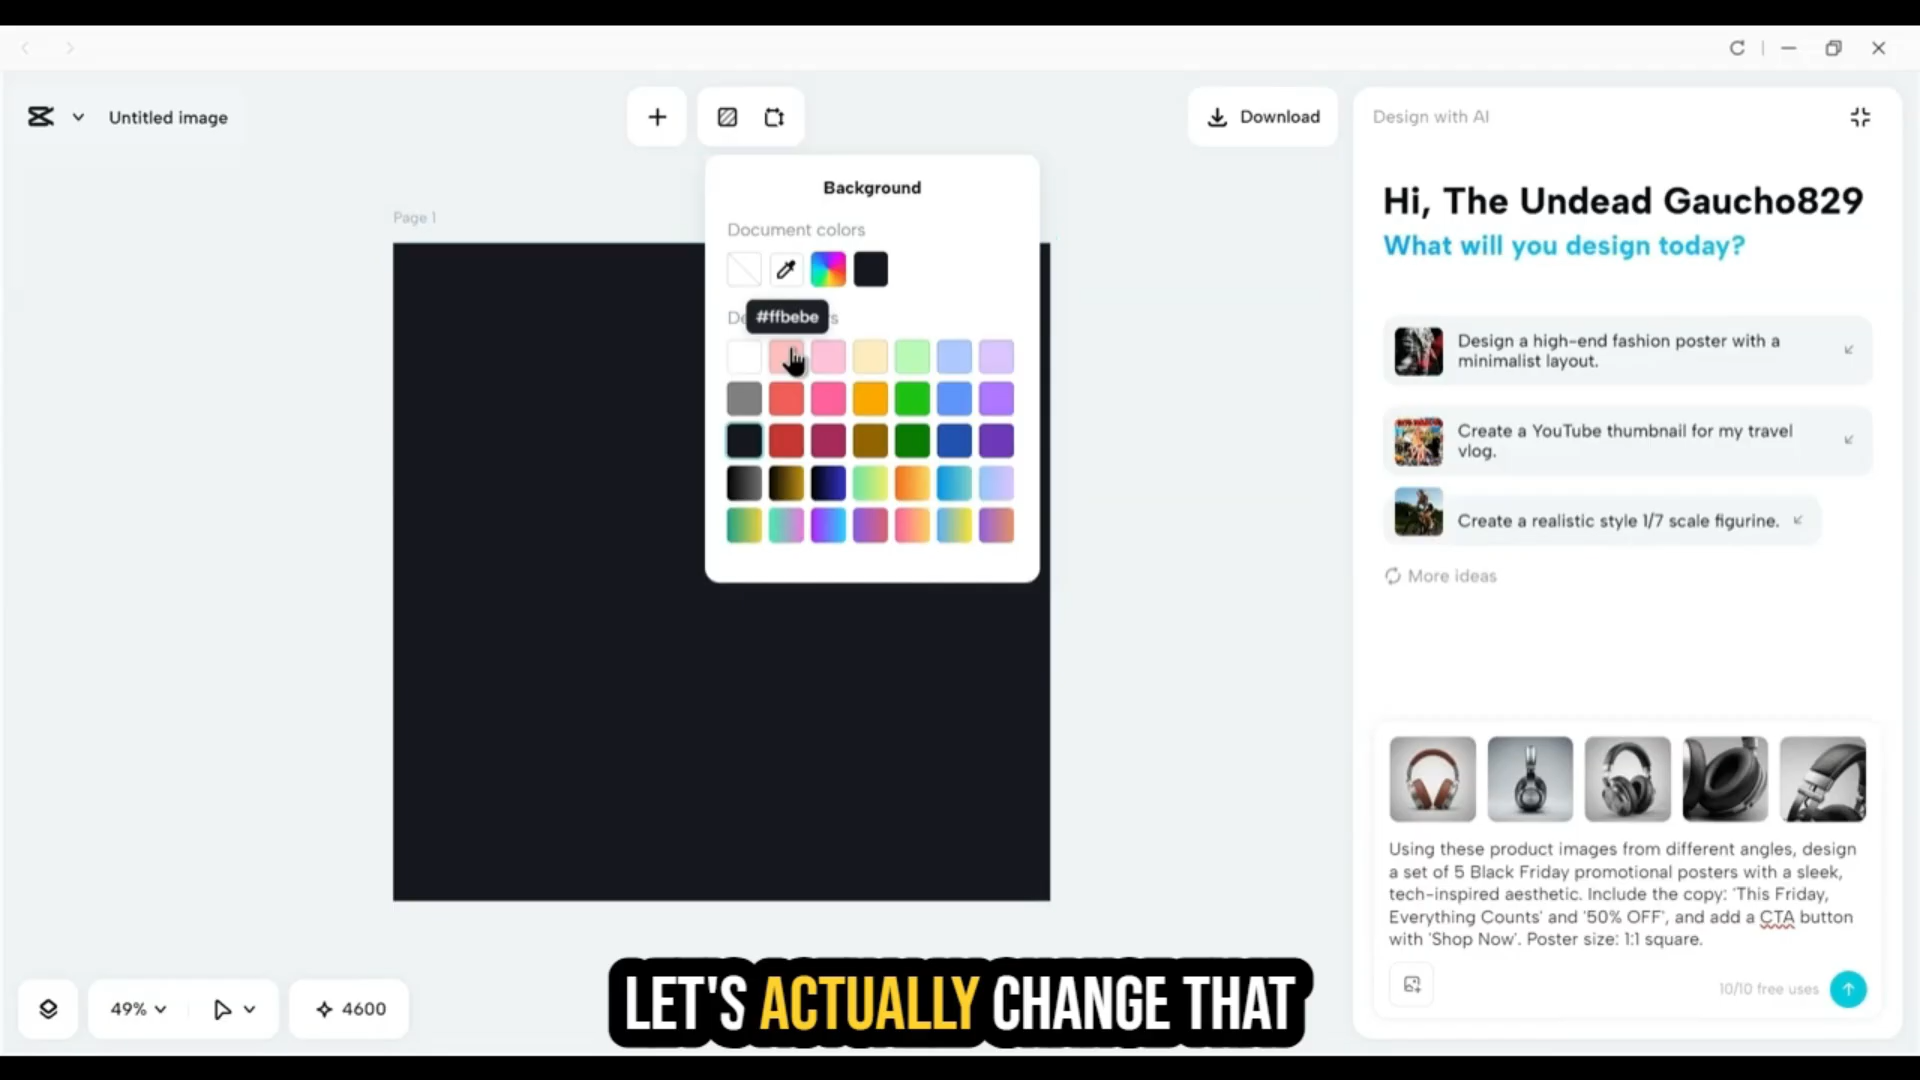 Untitled image
Download
Design with AI
Background
Page 1
Document colors
#ffbebe
Hi, The Undead Gaucho829
What will you design today?
Design a high-end fashion poster with a
minimalist layout.
Create a YouTube thumbnail for my travel
vlog.
Create a realistic style 1/7 scale figurine.
More ideas
Using these product images from different angles, design
a set of 5 Black Friday promotional posters with a sleek,
tech-inspired aesthetic. Include the copy: 'This Friday,
Everything Counts' and '50% OFF', and add a CTA button
with 'Shop Now'. Poster size: 1:1 square.
10/10 free uses
49%
4600
LET'S ACTUALLY CHANGE THAT